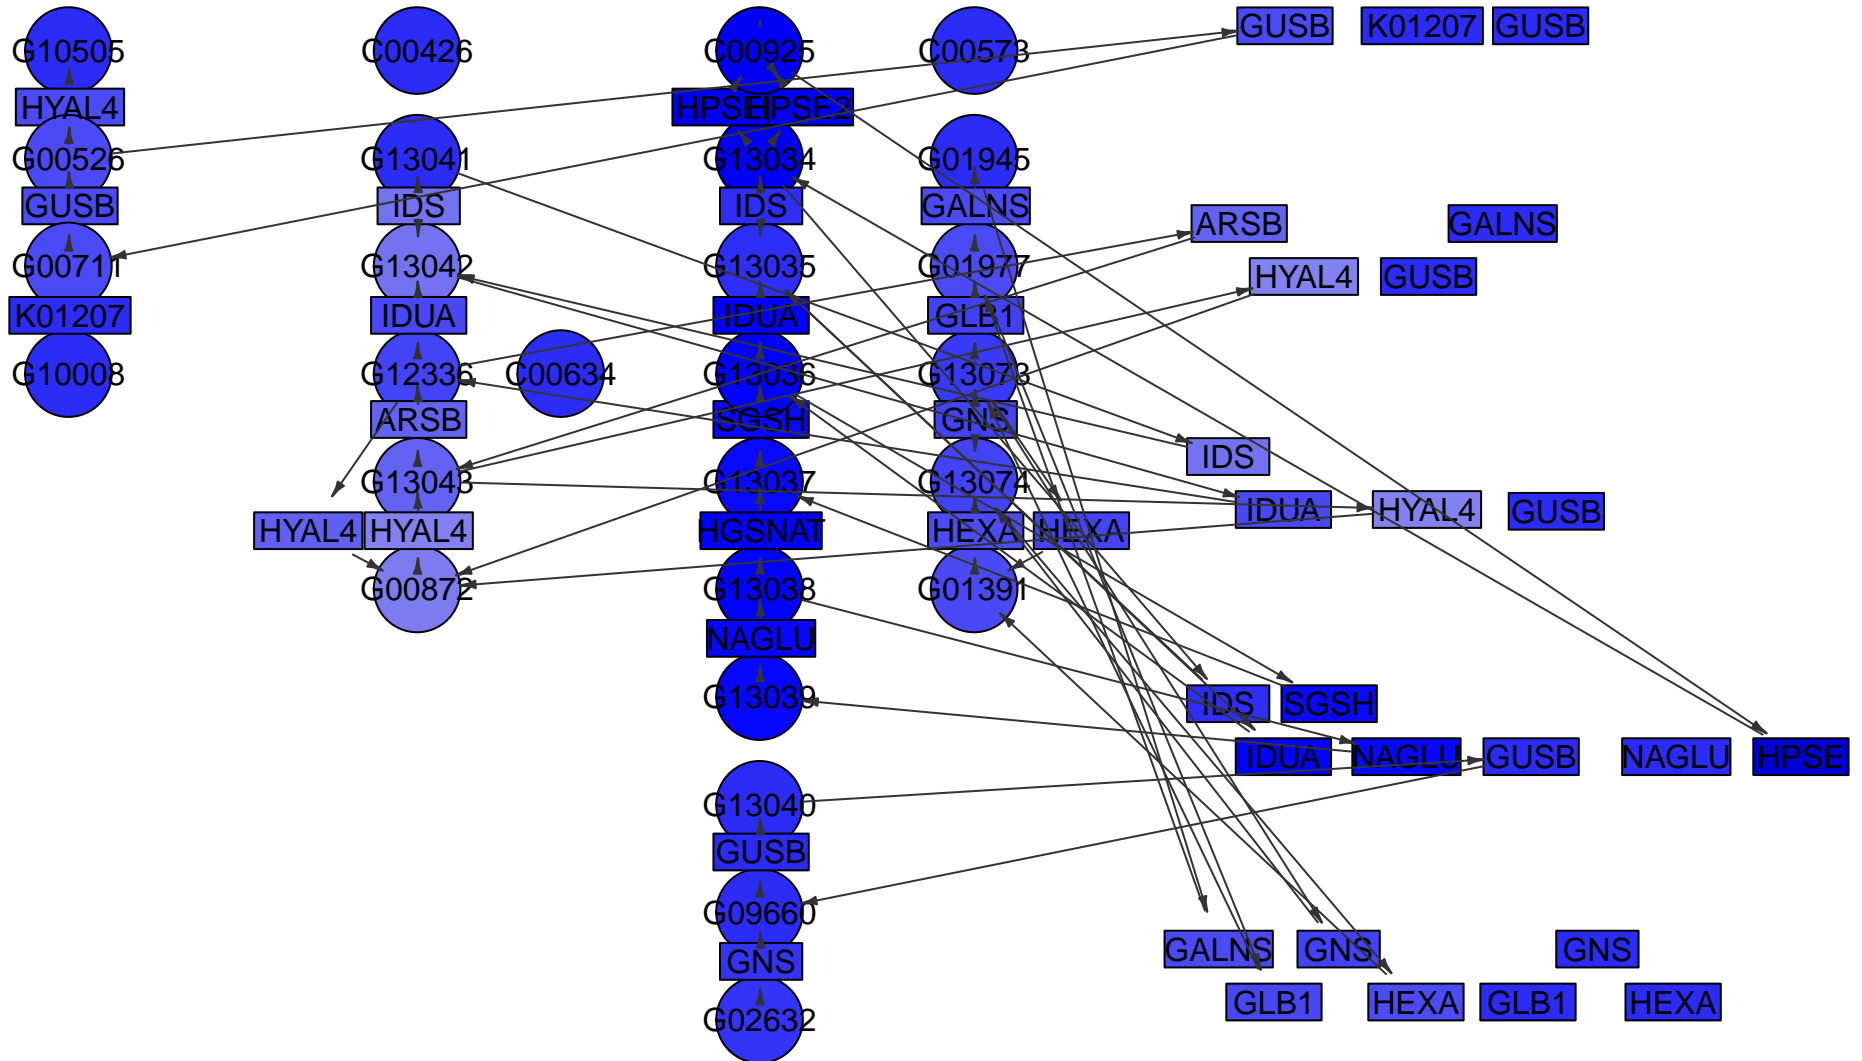 G10505 C00426 C00925 C00573 GUSB K01207 GUSB
HYAL4 HPSE HPSE2
G00526 G13041 G13034 G01945
GUSB IDS IDS GALNS ARSB GALNS
G00711 G13042 G13035 G01977 HYAL4 GUSB
K01207 IDUA IDUA GLB1
G10008 G12336 C00634 G13036 G13073
ARSB SGSH GNS IDS
G13043 G13037 G13074 IDUA HYAL4 GUSB
HYAL4 HYAL4 HGSNAT HEXA HEXA
G00872 G13038 G01391
NAGLU
G13039 IDS SGSH
IDUA NAGLU GUSB NAGLU HPSE
G13040
GUSB
G09660
GNS GALNS GNS GNS
G02632 GLB1 HEXA GLB1 HEXA